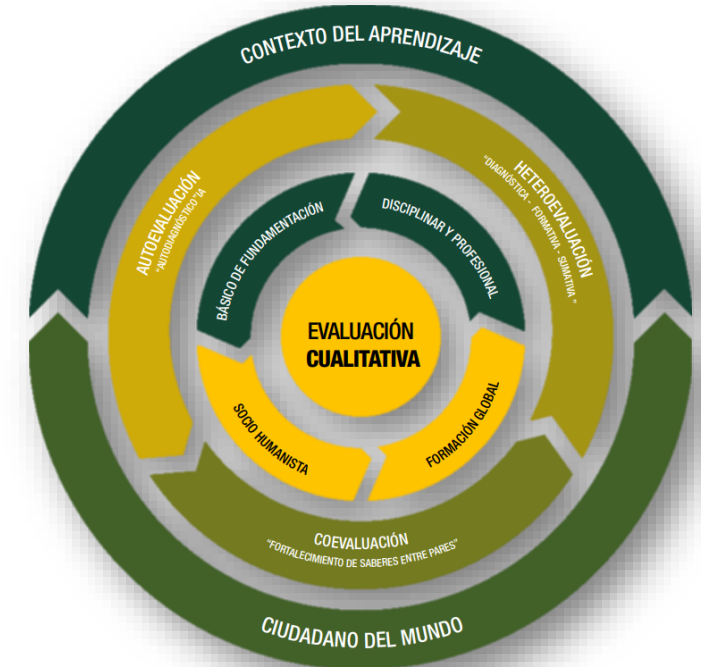 CONTEXTO DEL APRENDIZAJE
AUTOEVALUACIÓN
"AUTODIAGNÓSTICO"IA
HETEROEVALUACIÓN
"DIAGNÓSTICA - FORMATIVA - SUMATIVA "
BÁSICO DE FUNDAMENTACIÓN
DISCIPLINAR Y PROFESIONAL
EVALUACIÓN
CUALITATIVA
SOCIO HUMANISTA
FORMACIÓN GLOBAL
COEVALUACIÓN
"FORTALECIMIENTO DE SABERES ENTRE PARES"
CIUDADANO DEL MUNDO